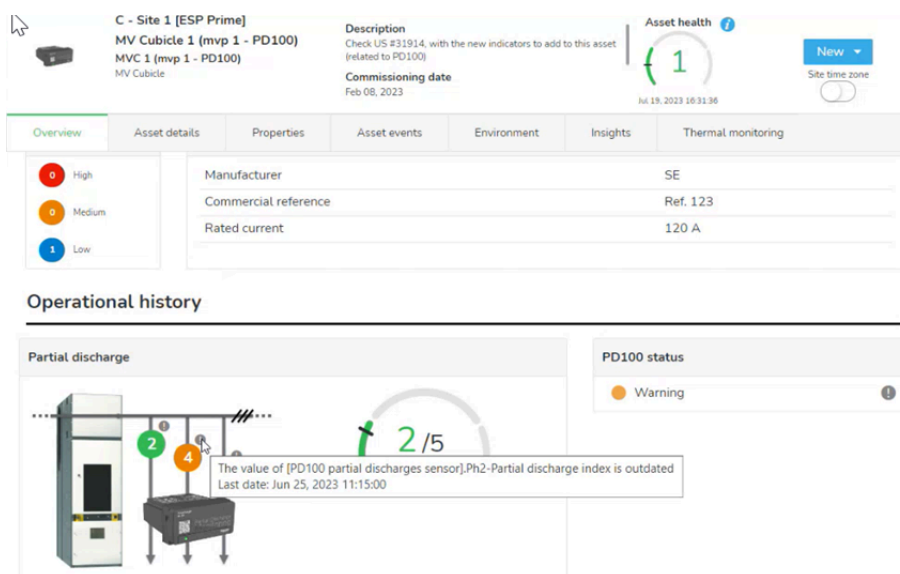 C - Site 1 [ESP Prime]
MV Cubicle 1 (mvp 1 - PD100)
MVC 1 (mvp 1 - PD100)
MV Cubicle
Description
Check US #31914, with the new indicators to add to this asset
(related to PD100)
Commissioning date
Feb 08, 2023
Asset health
1
Jul 19, 2023 16:31:36
New
Site time zone
Overview Asset details Properties Asset events Environment Insights Thermal monitoring
0 High
0 Medium
1 Low
Manufacturer SE
Commercial reference Ref. 123
Rated current 120 A
Operational history
Partial discharge
PD100 status
Warning
2
4
2 /5
The value of [PD100 partial discharges sensor].Ph2-Partial discharge index is outdated
Last date: Jun 25, 2023 11:15:00